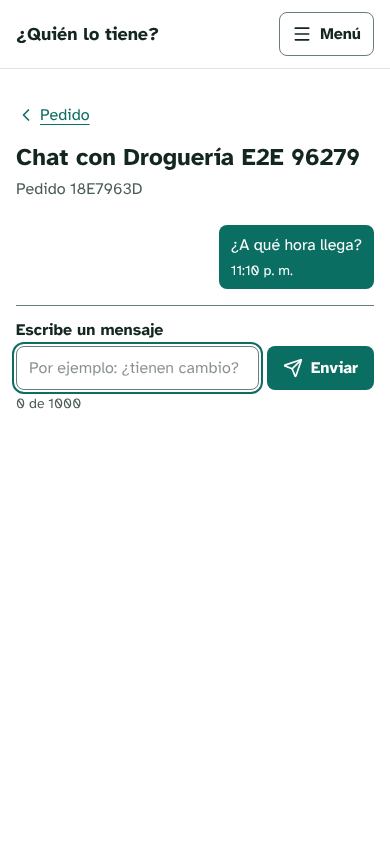 ¿Quién lo tiene?
Menú
Pedido
Chat con Droguería E2E 96279
Pedido 18E7963D
¿A qué hora llega?
11:10 p. m.
Escribe un mensaje
Por ejemplo: ¿tienen cambio?
Enviar
0 de 1000